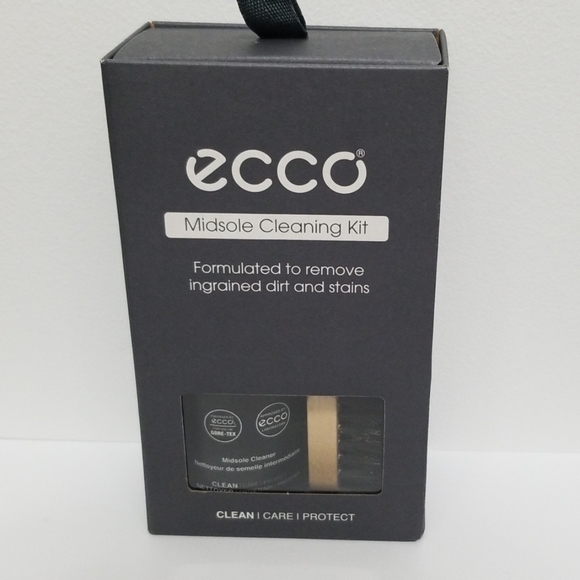 ecco®
Midsole Cleaning Kit
Formulated to remove
ingrained dirt and stains
ecco
GORE-TEX
ecco
Midsole Cleaner
Nettoyeur de semelle intermédiaire
CLEAN
CLEAN | CARE | PROTECT